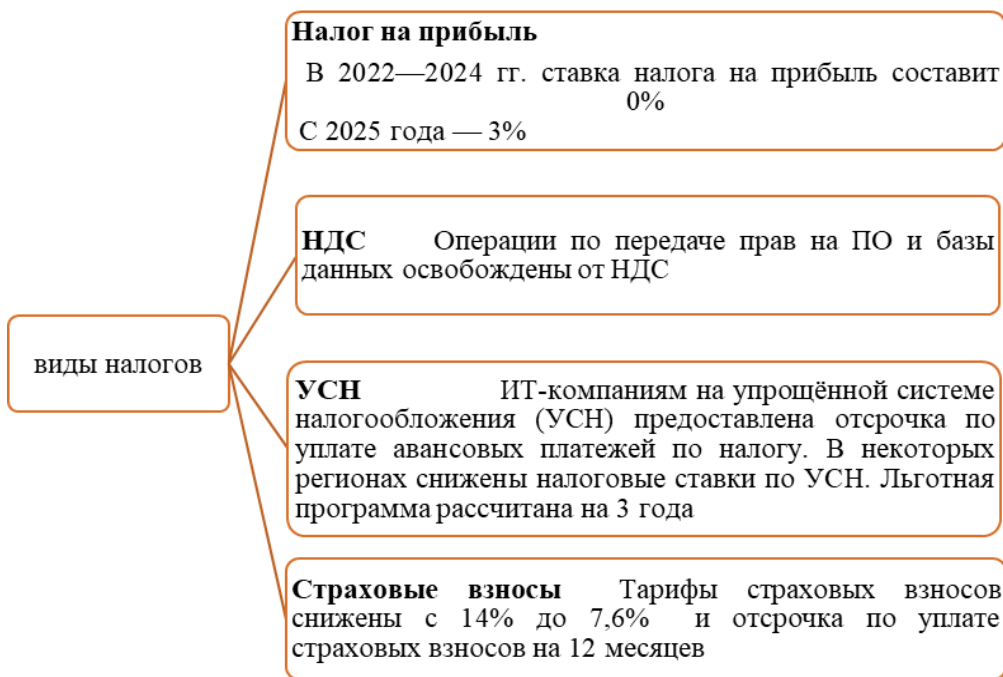 Налог на прибыль
В 2022—2024 гг. ставка налога на прибыль составит
0%
С 2025 года — 3%
НДС Операции по передаче прав на ПО и базы
данных освобождены от НДС
виды налогов
УСН ИТ-компаниям на упрощённой системе
налогообложения (УСН) предоставлена отсрочка по
уплате авансовых платежей по налогу. В некоторых
регионах снижены налоговые ставки по УСН. Льготная
программа рассчитана на 3 года
Страховые взносы Тарифы страховых взносов
снижены с 14% до 7,6% и отсрочка по уплате
страховых взносов на 12 месяцев